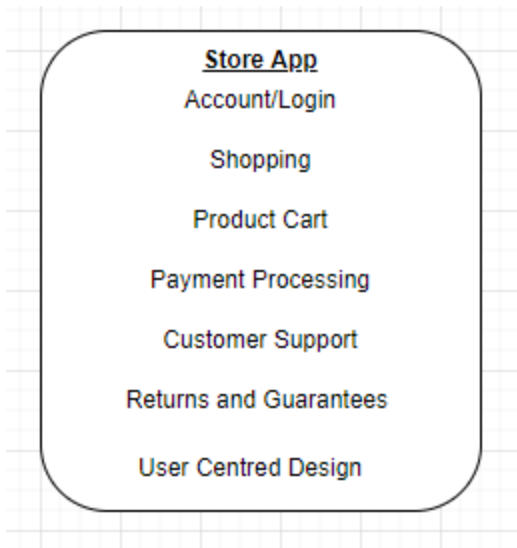 Store App
Account/Login
Shopping
Product Cart
Payment Processing
Customer Support
Returns and Guarantees
User Centred Design